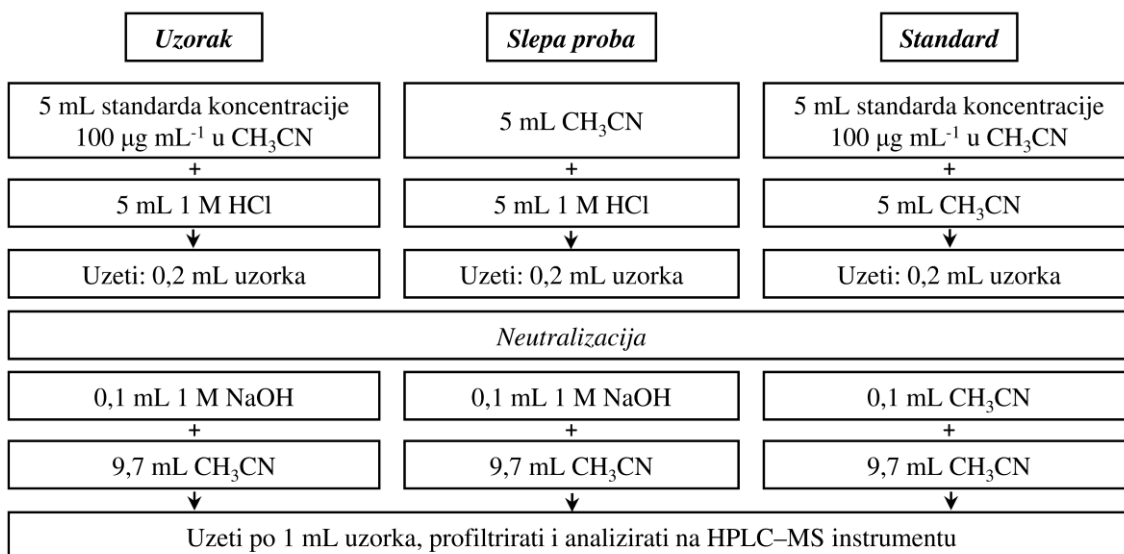 Uzorak
Slepa proba
Standard
5 mL standarda koncentracije
100 μg mL⁻¹ u CH₃CN
5 mL CH₃CN
5 mL standarda koncentracije
100 μg mL⁻¹ u CH₃CN
+
+
+
5 mL 1 M HCl
5 mL 1 M HCl
5 mL CH₃CN
Uzeti: 0,2 mL uzorka
Uzeti: 0,2 mL uzorka
Uzeti: 0,2 mL uzorka
Neutralizacija
0,1 mL 1 M NaOH
0,1 mL 1 M NaOH
0,1 mL CH₃CN
+
+
+
9,7 mL CH₃CN
9,7 mL CH₃CN
9,7 mL CH₃CN
Uzeti po 1 mL uzorka, profiltrirati i analizirati na HPLC–MS instrumentu